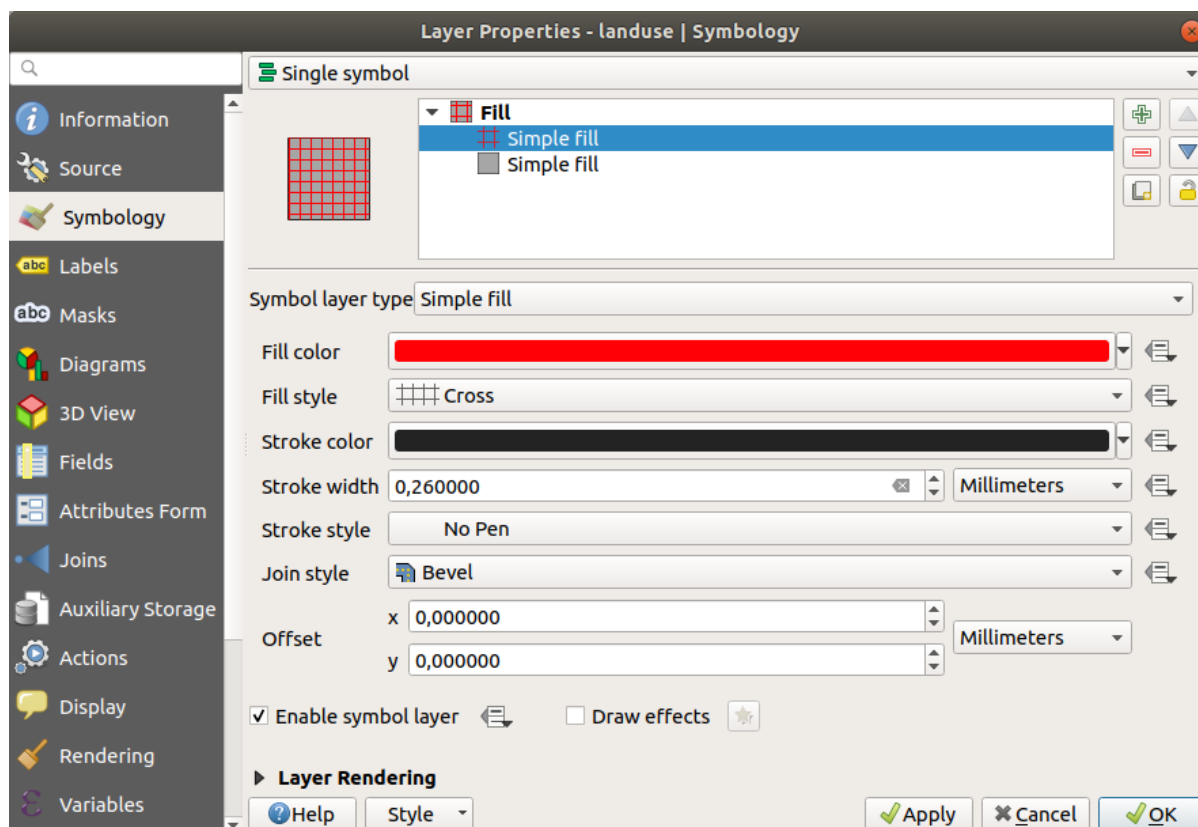 Layer Properties - landuse | Symbology
Single symbol
Information
Source
Symbology
abc Labels
abc Masks
Diagrams
3D View
Fields
Attributes Form
Joins
Auxiliary Storage
Actions
Display
Rendering
Variables
Fill
Simple fill
Simple fill
Symbol layer type Simple fill
Fill color
Fill style Cross
Stroke color
Stroke width 0,260000 Millimeters
Stroke style No Pen
Join style Bevel
Offset x 0,000000 Millimeters
y 0,000000
Enable symbol layer Draw effects
Layer Rendering
Help Style Apply Cancel OK